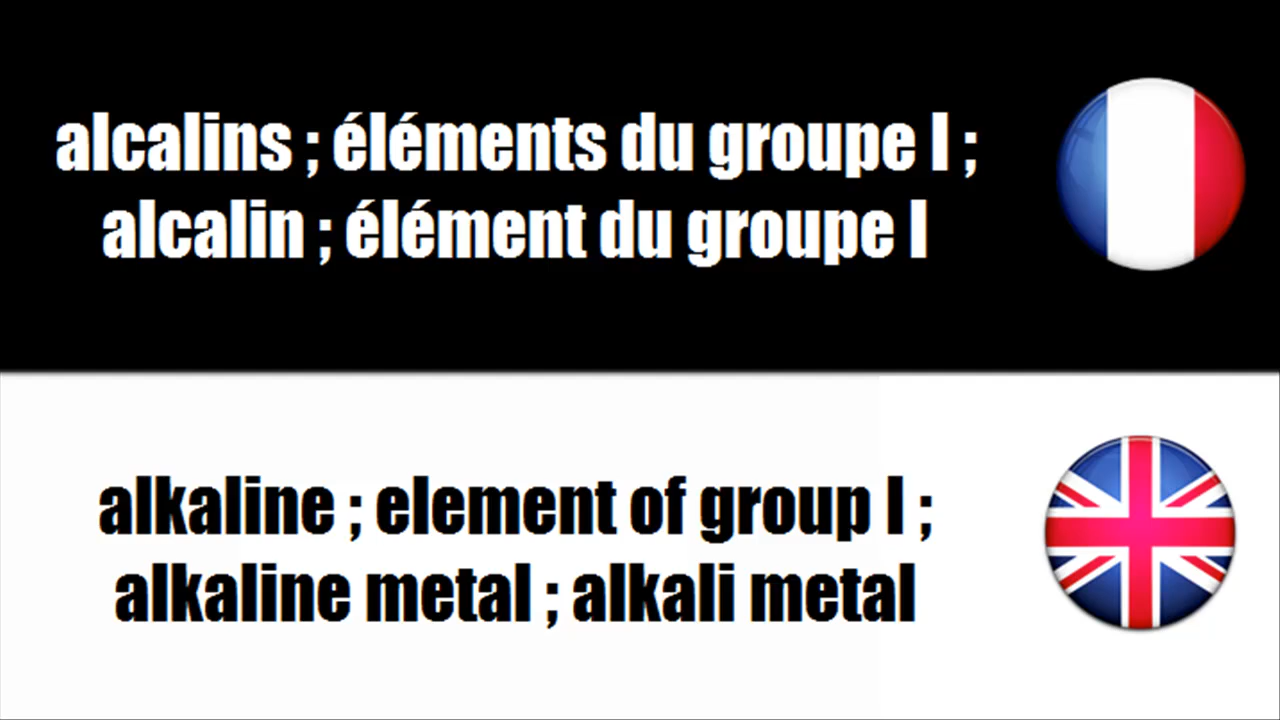 alcalins ; éléments du groupe I ;
alcalin ; élément du groupe I
alkaline ; element of group I ;
alkaline metal ; alkali metal